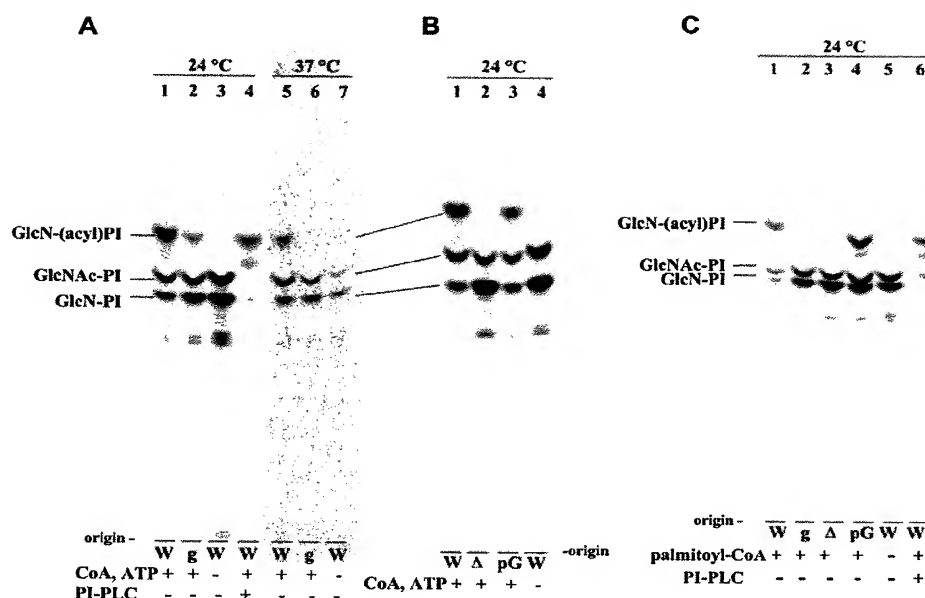 A
B
C
24 °C
37 °C
24 °C
24 °C
1 2 3 4 5 6 7
1 2 3 4
1 2 3 4 5 6
GlcN-(acyl)PI
GlcNAc-PI
GlcN-PI
GlcN-(acyl)PI
GlcNAc-PI
GlcN-PI
origin -
W g W W W g W
CoA, ATP + + - + + + -
PI-PLC - - - + - - -
-origin
W Δ pG W
CoA, ATP + + + -
origin -
W g Δ pG W W
palmitoyl-CoA + + + + - +
PI-PLC - - - - - +